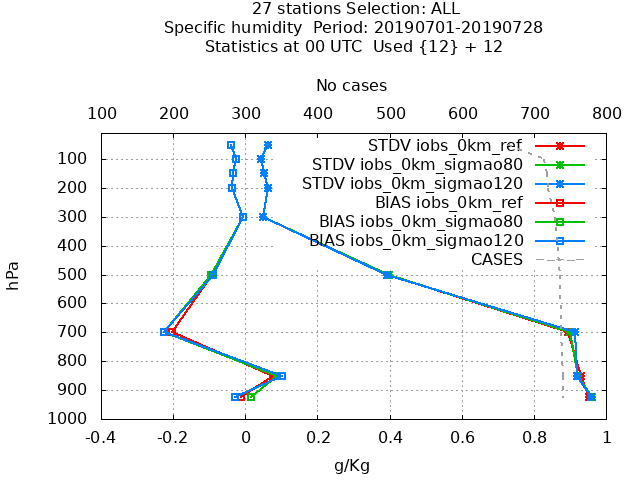 27 stations Selection: ALL
Specific humidity  Period: 20190701-20190728
Statistics at 00 UTC  Used {12} + 12
No cases
100 200 300 400 500 600 700 800
STDV iobs_0km_ref
STDV iobs_0km_sigmao80
STDV iobs_0km_sigmao120
BIAS iobs_0km_ref
BIAS iobs_0km_sigmao80
BIAS iobs_0km_sigmao120
CASES
hPa
100
200
300
400
500
600
700
800
900
1000
-0.4 -0.2 0 0.2 0.4 0.6 0.8 1
g/Kg